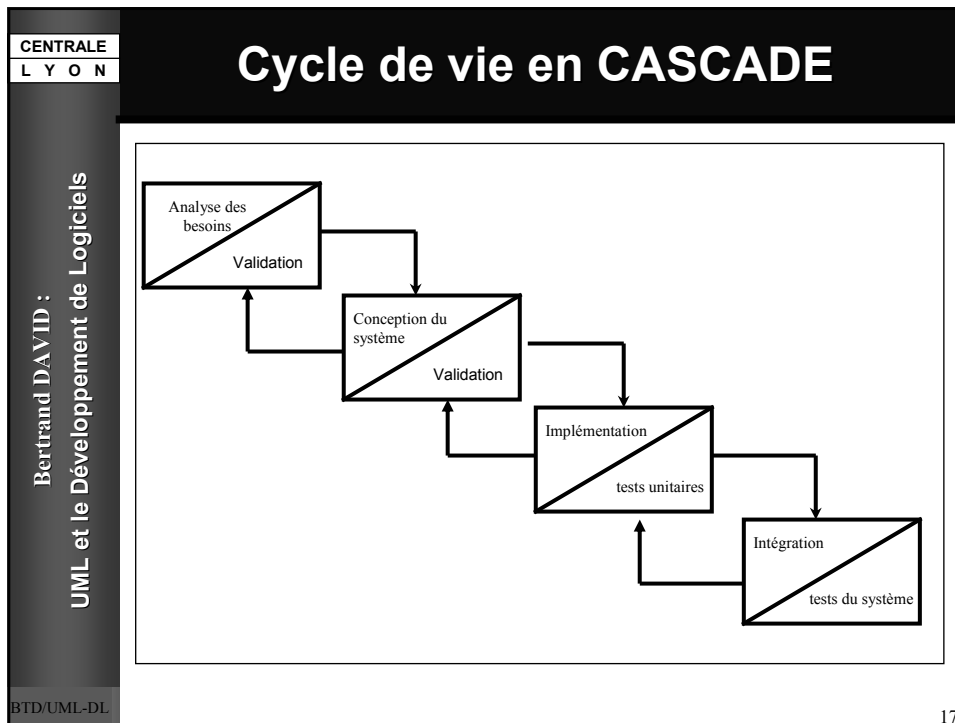 CENTRALE
L Y O N
Cycle de vie en CASCADE
Bertrand DAVID :
UML et le Développement de Logiciels
Analyse des
besoins
Validation
Conception du
système
Validation
Implémentation
tests unitaires
Intégration
tests du système
BTD/UML-DL
17